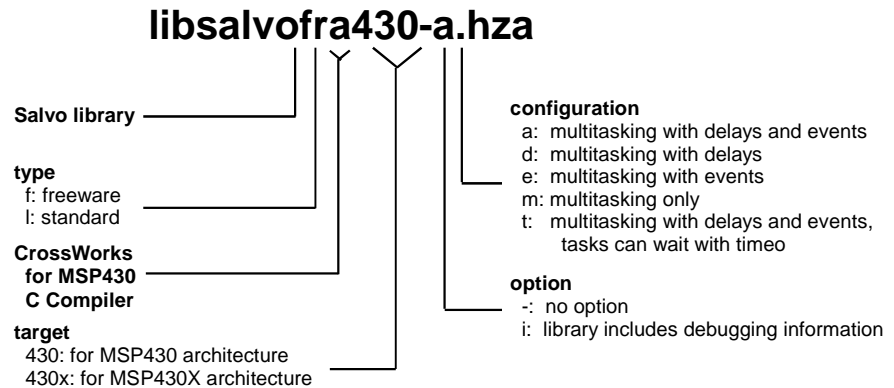 libsalvofra430-a.hza
Salvo library
type
f: freeware
l: standard
CrossWorks
for MSP430
C Compiler
target
430: for MSP430 architecture
430x: for MSP430X architecture
configuration
a: multitasking with delays and events
d: multitasking with delays
e: multitasking with events
m: multitasking only
t: multitasking with delays and events,
tasks can wait with timeo
option
-: no option
i: library includes debugging information